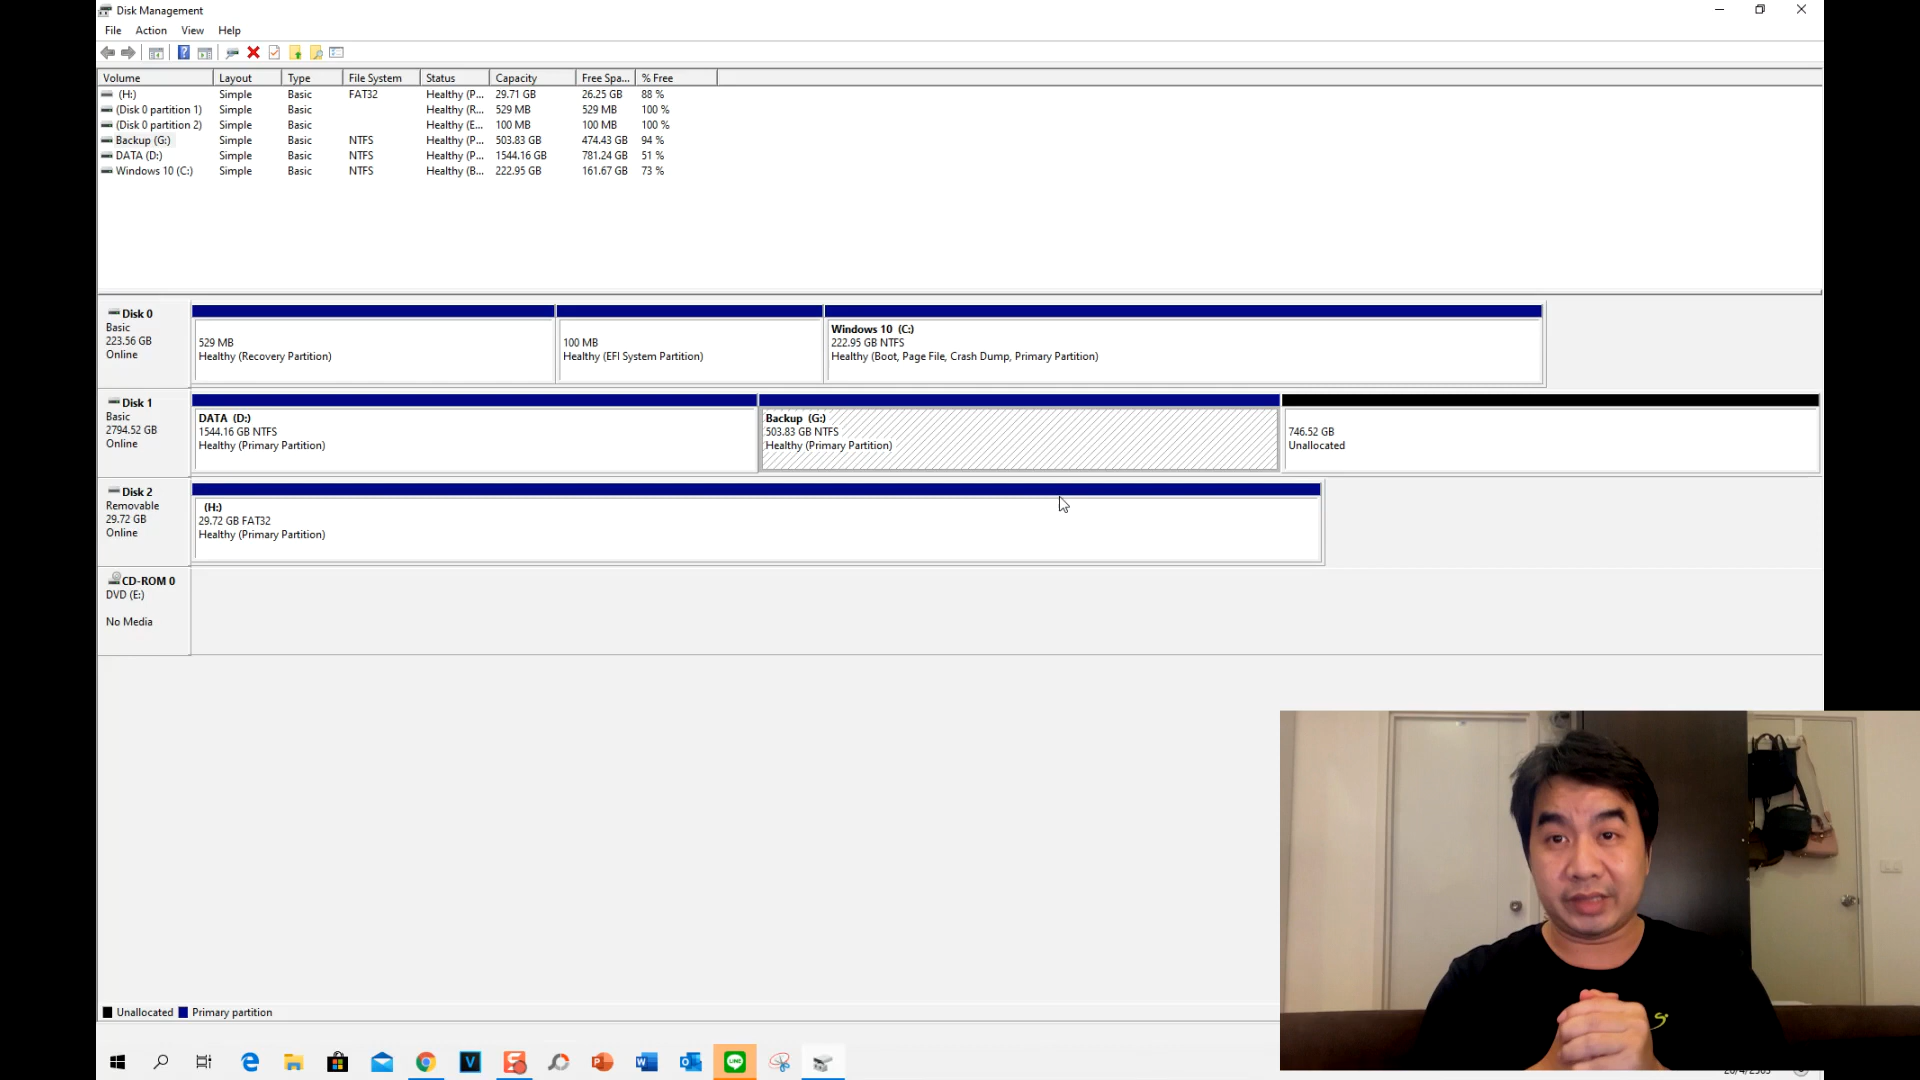 Disk Management
File Action View Help
Volume Layout Type File System Status Capacity Free Spa... % Free
(H:) Simple Basic FAT32 Healthy (P... 29.71 GB 26.25 GB 88 %
(Disk 0 partition 1) Simple Basic Healthy (R... 529 MB 529 MB 100 %
(Disk 0 partition 2) Simple Basic Healthy (E... 100 MB 100 MB 100 %
Backup (G:) Simple Basic NTFS Healthy (P... 503.83 GB 474.43 GB 94 %
DATA (D:) Simple Basic NTFS Healthy (P... 1544.16 GB 781.24 GB 51 %
Windows 10 (C:) Simple Basic NTFS Healthy (B... 222.95 GB 161.67 GB 73 %
Disk 0
Basic
223.56 GB
Online
529 MB
Healthy (Recovery Partition)
100 MB
Healthy (EFI System Partition)
Windows 10 (C:)
222.95 GB NTFS
Healthy (Boot, Page File, Crash Dump, Primary Partition)
Disk 1
Basic
2794.52 GB
Online
DATA (D:)
1544.16 GB NTFS
Healthy (Primary Partition)
Backup (G:)
503.83 GB NTFS
Healthy (Primary Partition)
746.52 GB
Unallocated
Disk 2
Removable
29.72 GB
Online
(H:)
29.72 GB FAT32
Healthy (Primary Partition)
CD-ROM 0
DVD (E:)
No Media
Unallocated Primary partition
LINE